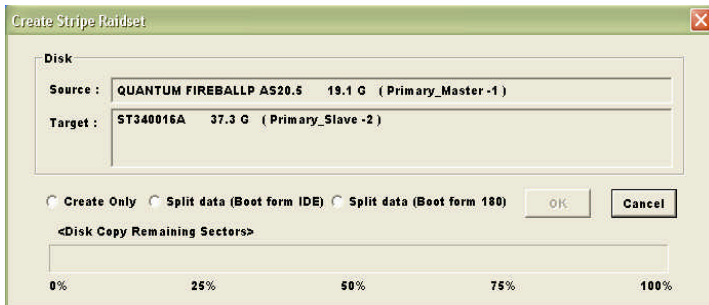 Create Stripe Raidset
Disk
Source : QUANTUM FIREBALLP AS20.5 19.1 G ( Primary_Master -1 )
Target : ST340016A 37.3 G ( Primary_Slave -2 )
Create Only Split data (Boot form IDE) Split data (Boot form 180) OK Cancel
<Disk Copy Remaining Sectors>
0% 25% 50% 75% 100%